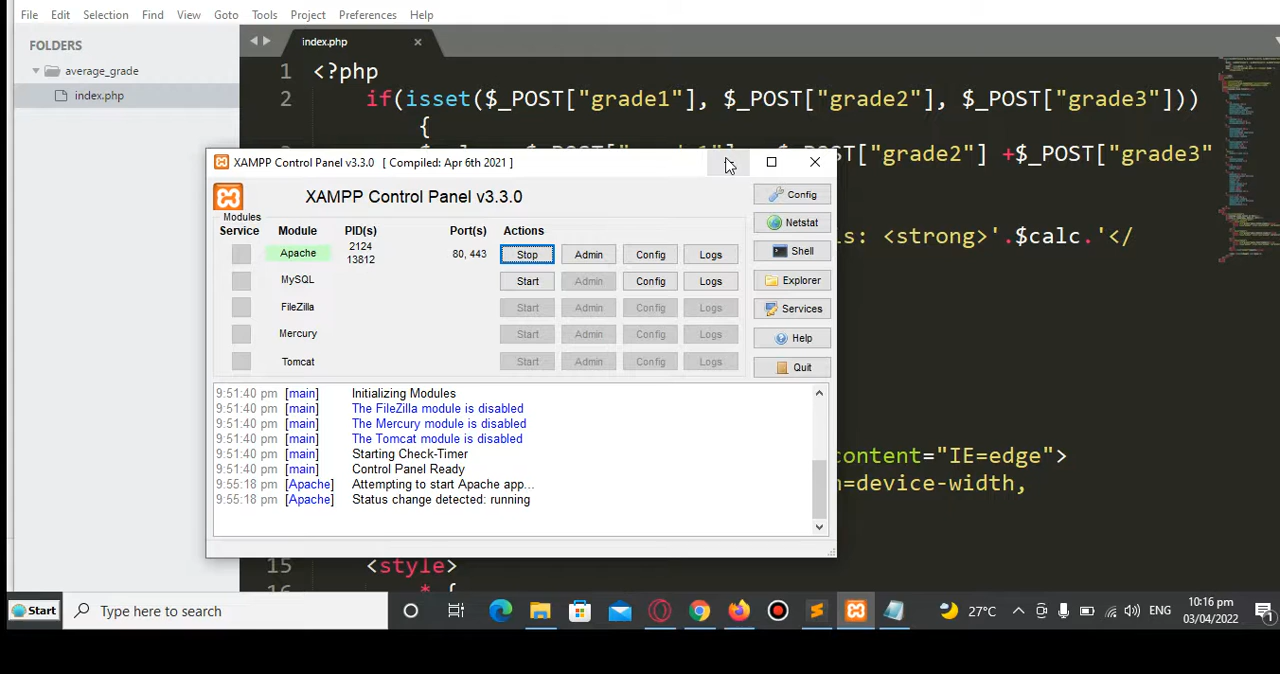 File Edit Selection Find View Goto Tools Project Preferences Help
FOLDERS
average_grade
index.php
index.php
1 <?php
2 if(isset($_POST["grade1"], $_POST["grade2"], $_POST["grade3"]))
{
"grade2"] +$_POST["grade3"
s: <strong>'.$calc.'</
content="IE=edge">
=device-width,
15 <style>
* {
XAMPP Control Panel v3.3.0 [ Compiled: Apr 6th 2021 ]
XAMPP Control Panel v3.3.0
Modules
Service Module PID(s) Port(s) Actions
Apache 2124 13812 80, 443 Stop Admin Config Logs
MySQL Start Admin Config Logs
FileZilla Start Admin Config Logs
Mercury Start Admin Config Logs
Tomcat Start Admin Config Logs
Config
Netstat
Shell
Explorer
Services
Help
Quit
9:51:40 pm [main] Initializing Modules
9:51:40 pm [main] The FileZilla module is disabled
9:51:40 pm [main] The Mercury module is disabled
9:51:40 pm [main] The Tomcat module is disabled
9:51:40 pm [main] Starting Check-Timer
9:51:40 pm [main] Control Panel Ready
9:55:18 pm [Apache] Attempting to start Apache app...
9:55:18 pm [Apache] Status change detected: running
Start Type here to search 27°C ENG 10:16 pm
03/04/2022
1